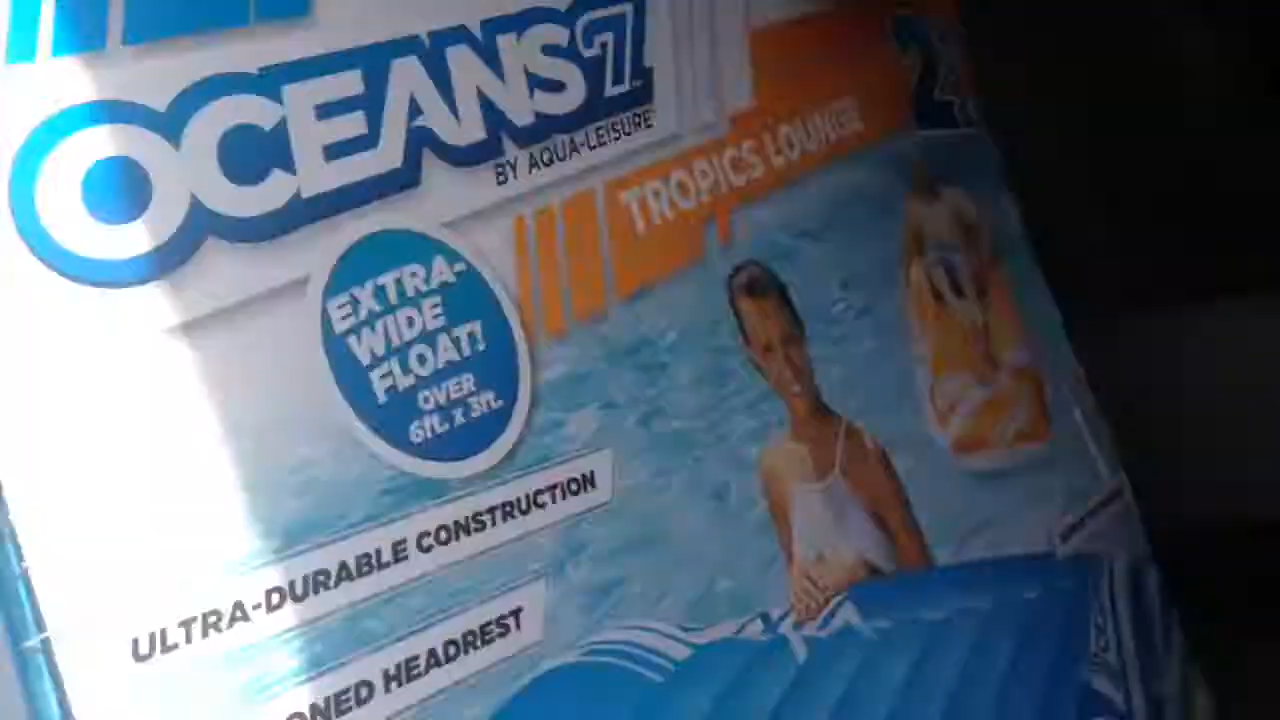 OCEANS7
BY AQUA-LEISURE
TROPICS LOUNGE
EXTRA-
WIDE
FLOAT!
OVER
6ft. x 3ft.
ULTRA-DURABLE CONSTRUCTION
HEADREST